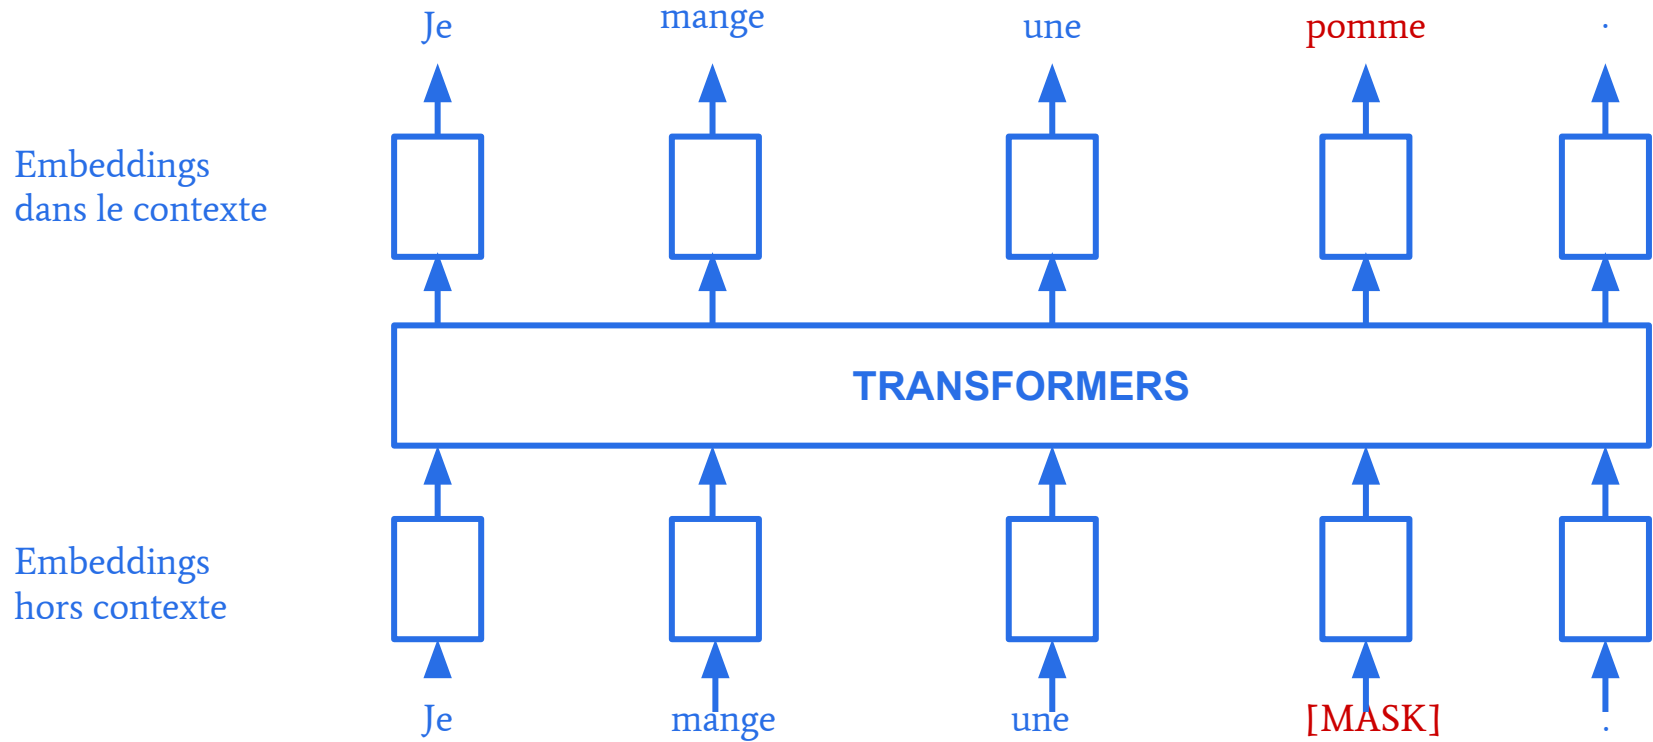 Je mange une pomme .
Embeddings
dans le contexte
TRANSFORMERS
Embeddings
hors contexte
Je mange une [MASK] .